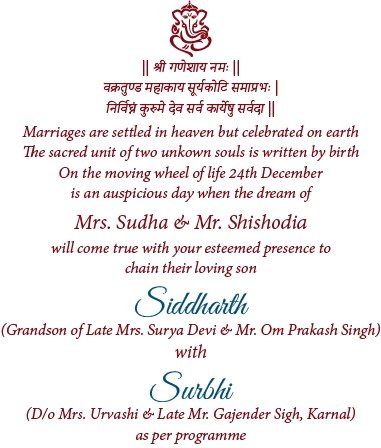 || श्री गणेशाय नमः ||
वक्रतुण्ड महाकाय सूर्यकोटि समाप्रभः |
निर्विघ्नं कुरुमे देव सर्व कार्येषु सर्वदा ||
Marriages are settled in heaven but celebrated on earth
The sacred unit of two unkown souls is written by birth
On the moving wheel of life 24th December
is an auspicious day when the dream of
Mrs. Sudha & Mr. Shishodia
will come true with your esteemed presence to
chain their loving son
Siddharth
(Grandson of Late Mrs. Surya Devi & Mr. Om Prakash Singh)
with
Surbhi
(D/o Mrs. Urvashi & Late Mr. Gajender Sigh, Karnal)
as per programme